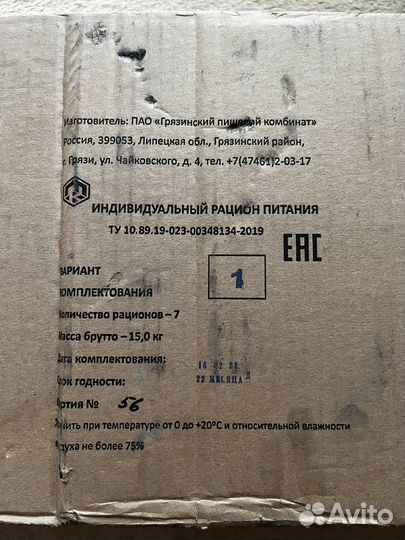 Изготовитель: ПАО «Грязинский пищевой комбинат»
Россия, 399053, Липецкая обл., Грязинский район,
г. Грязи, ул. Чайковского, д. 4, тел. +7(47461)2-03-17
ИНДИВИДУАЛЬНЫЙ РАЦИОН ПИТАНИЯ
ТУ 10.89.19-023-00348134-2019
ЕАС
ВАРИАНТ
КОМПЛЕКТОВАНИЯ
1
Количество рационов – 7
Масса брутто – 15,0 кг
Дата комплектования:
Срок годности: 22 МЕСЯЦА
Партия № 56
Хранить при температуре от 0 до +20°С и относительной влажности
воздуха не более 75%
Avito